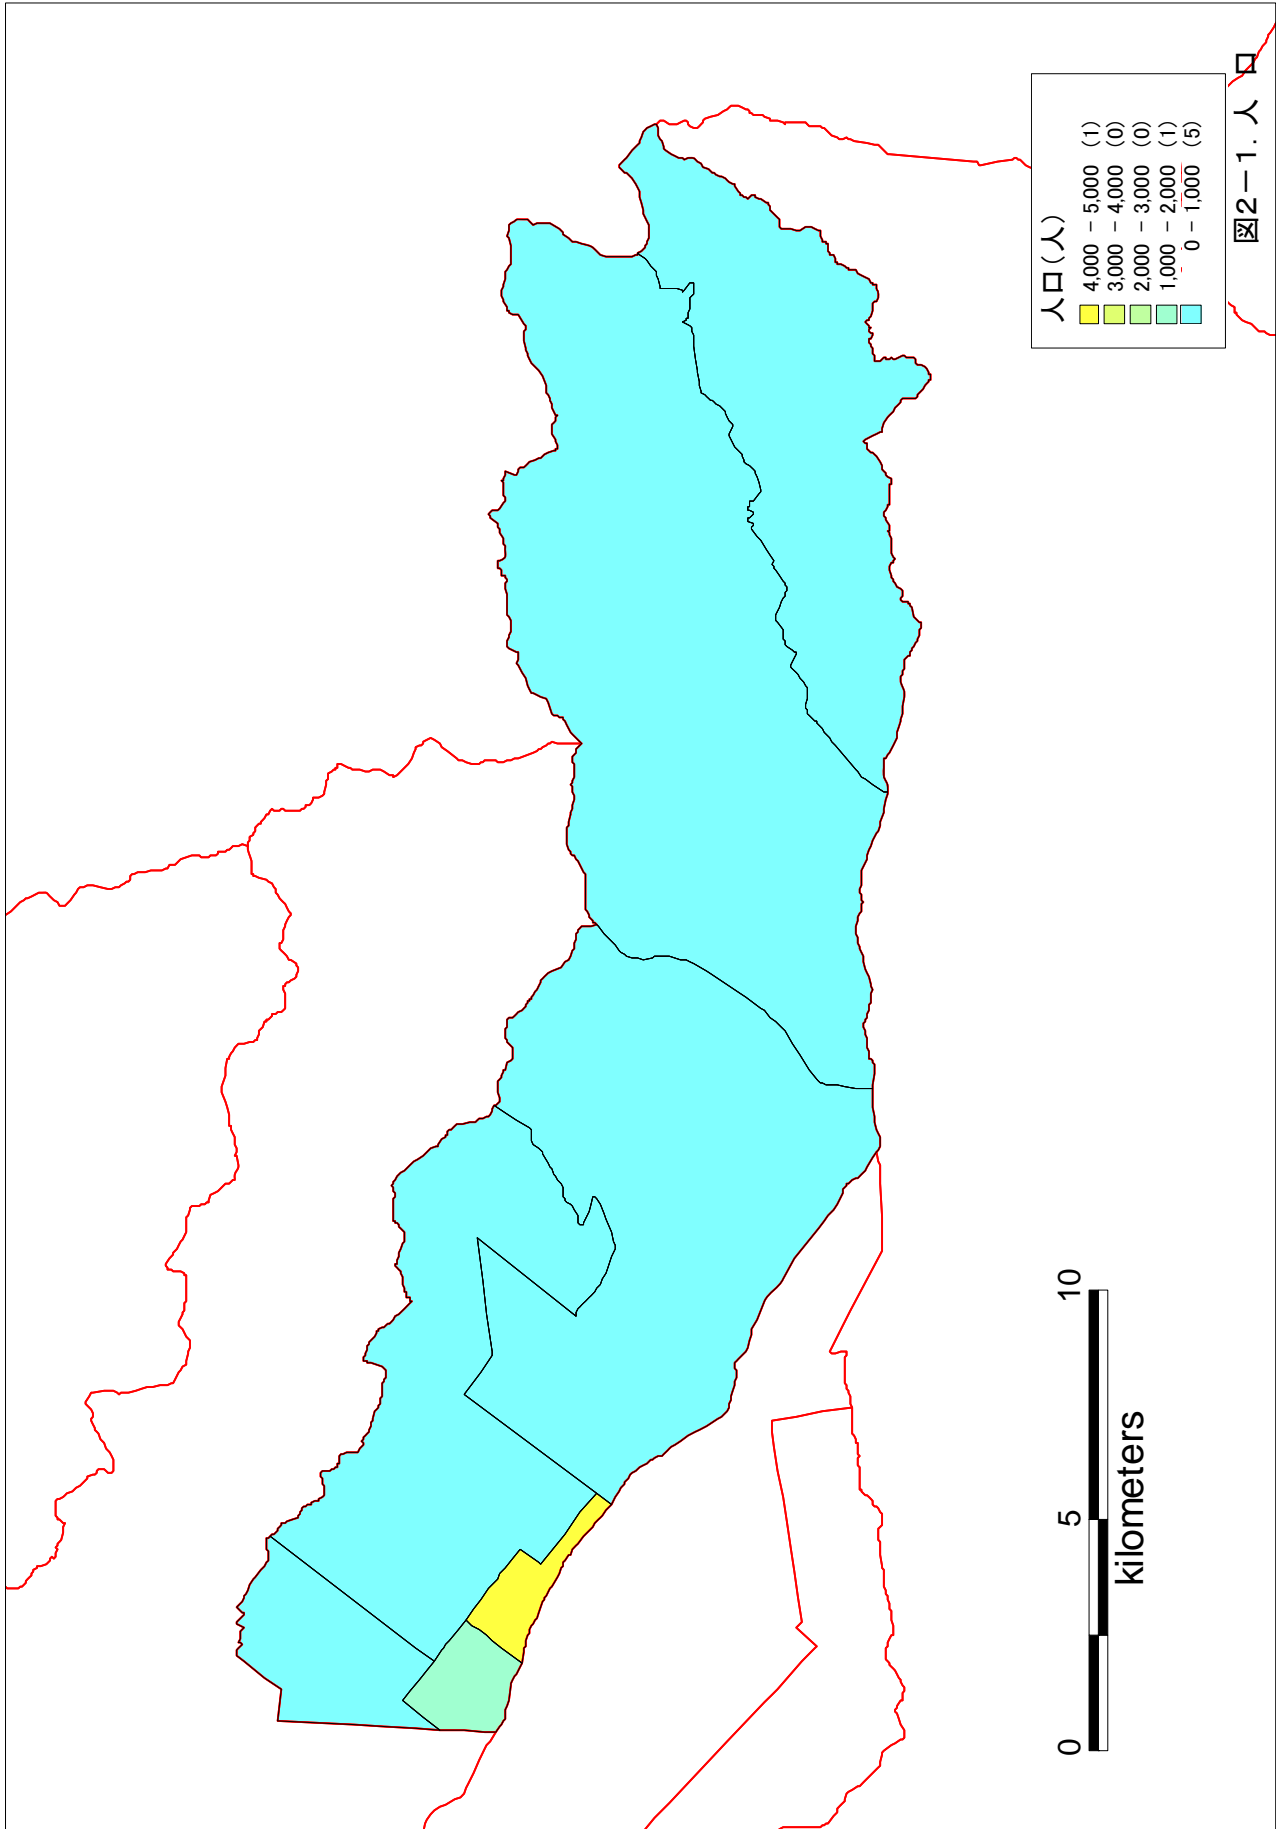 人口(人)
4,000 - 5,000 (1)
3,000 - 4,000 (0)
2,000 - 3,000 (0)
1,000 - 2,000 (1)
0 - 1,000 (5)
図2-1. 人 口
0 5 10
kilometers